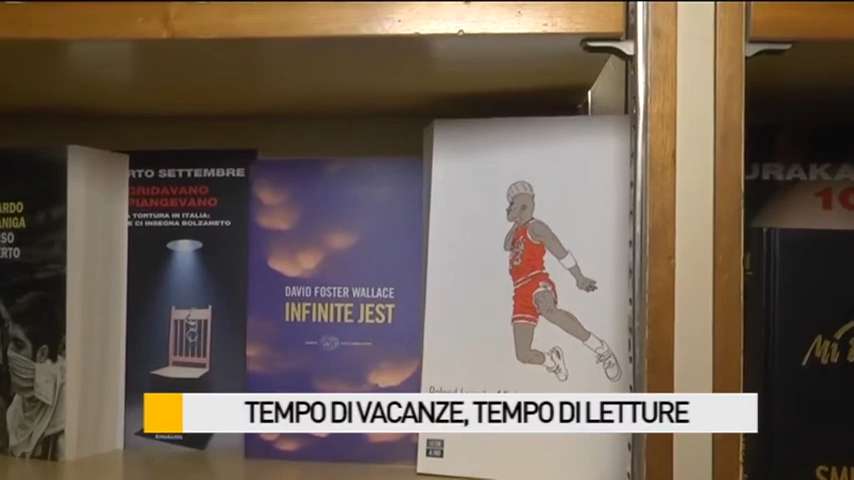 ARDO
ANIGA
SO
ERTO
RTO SETTEMBRE
GRIDAVANO
PIANGEVANO
A TORTURA IN ITALIA:
E CI INSEGNA BOLZANETO
EINAUDI
DAVID FOSTER WALLACE
INFINITE JEST
URAKA
10
TEMPO DI VACANZE, TEMPO DI LETTURE